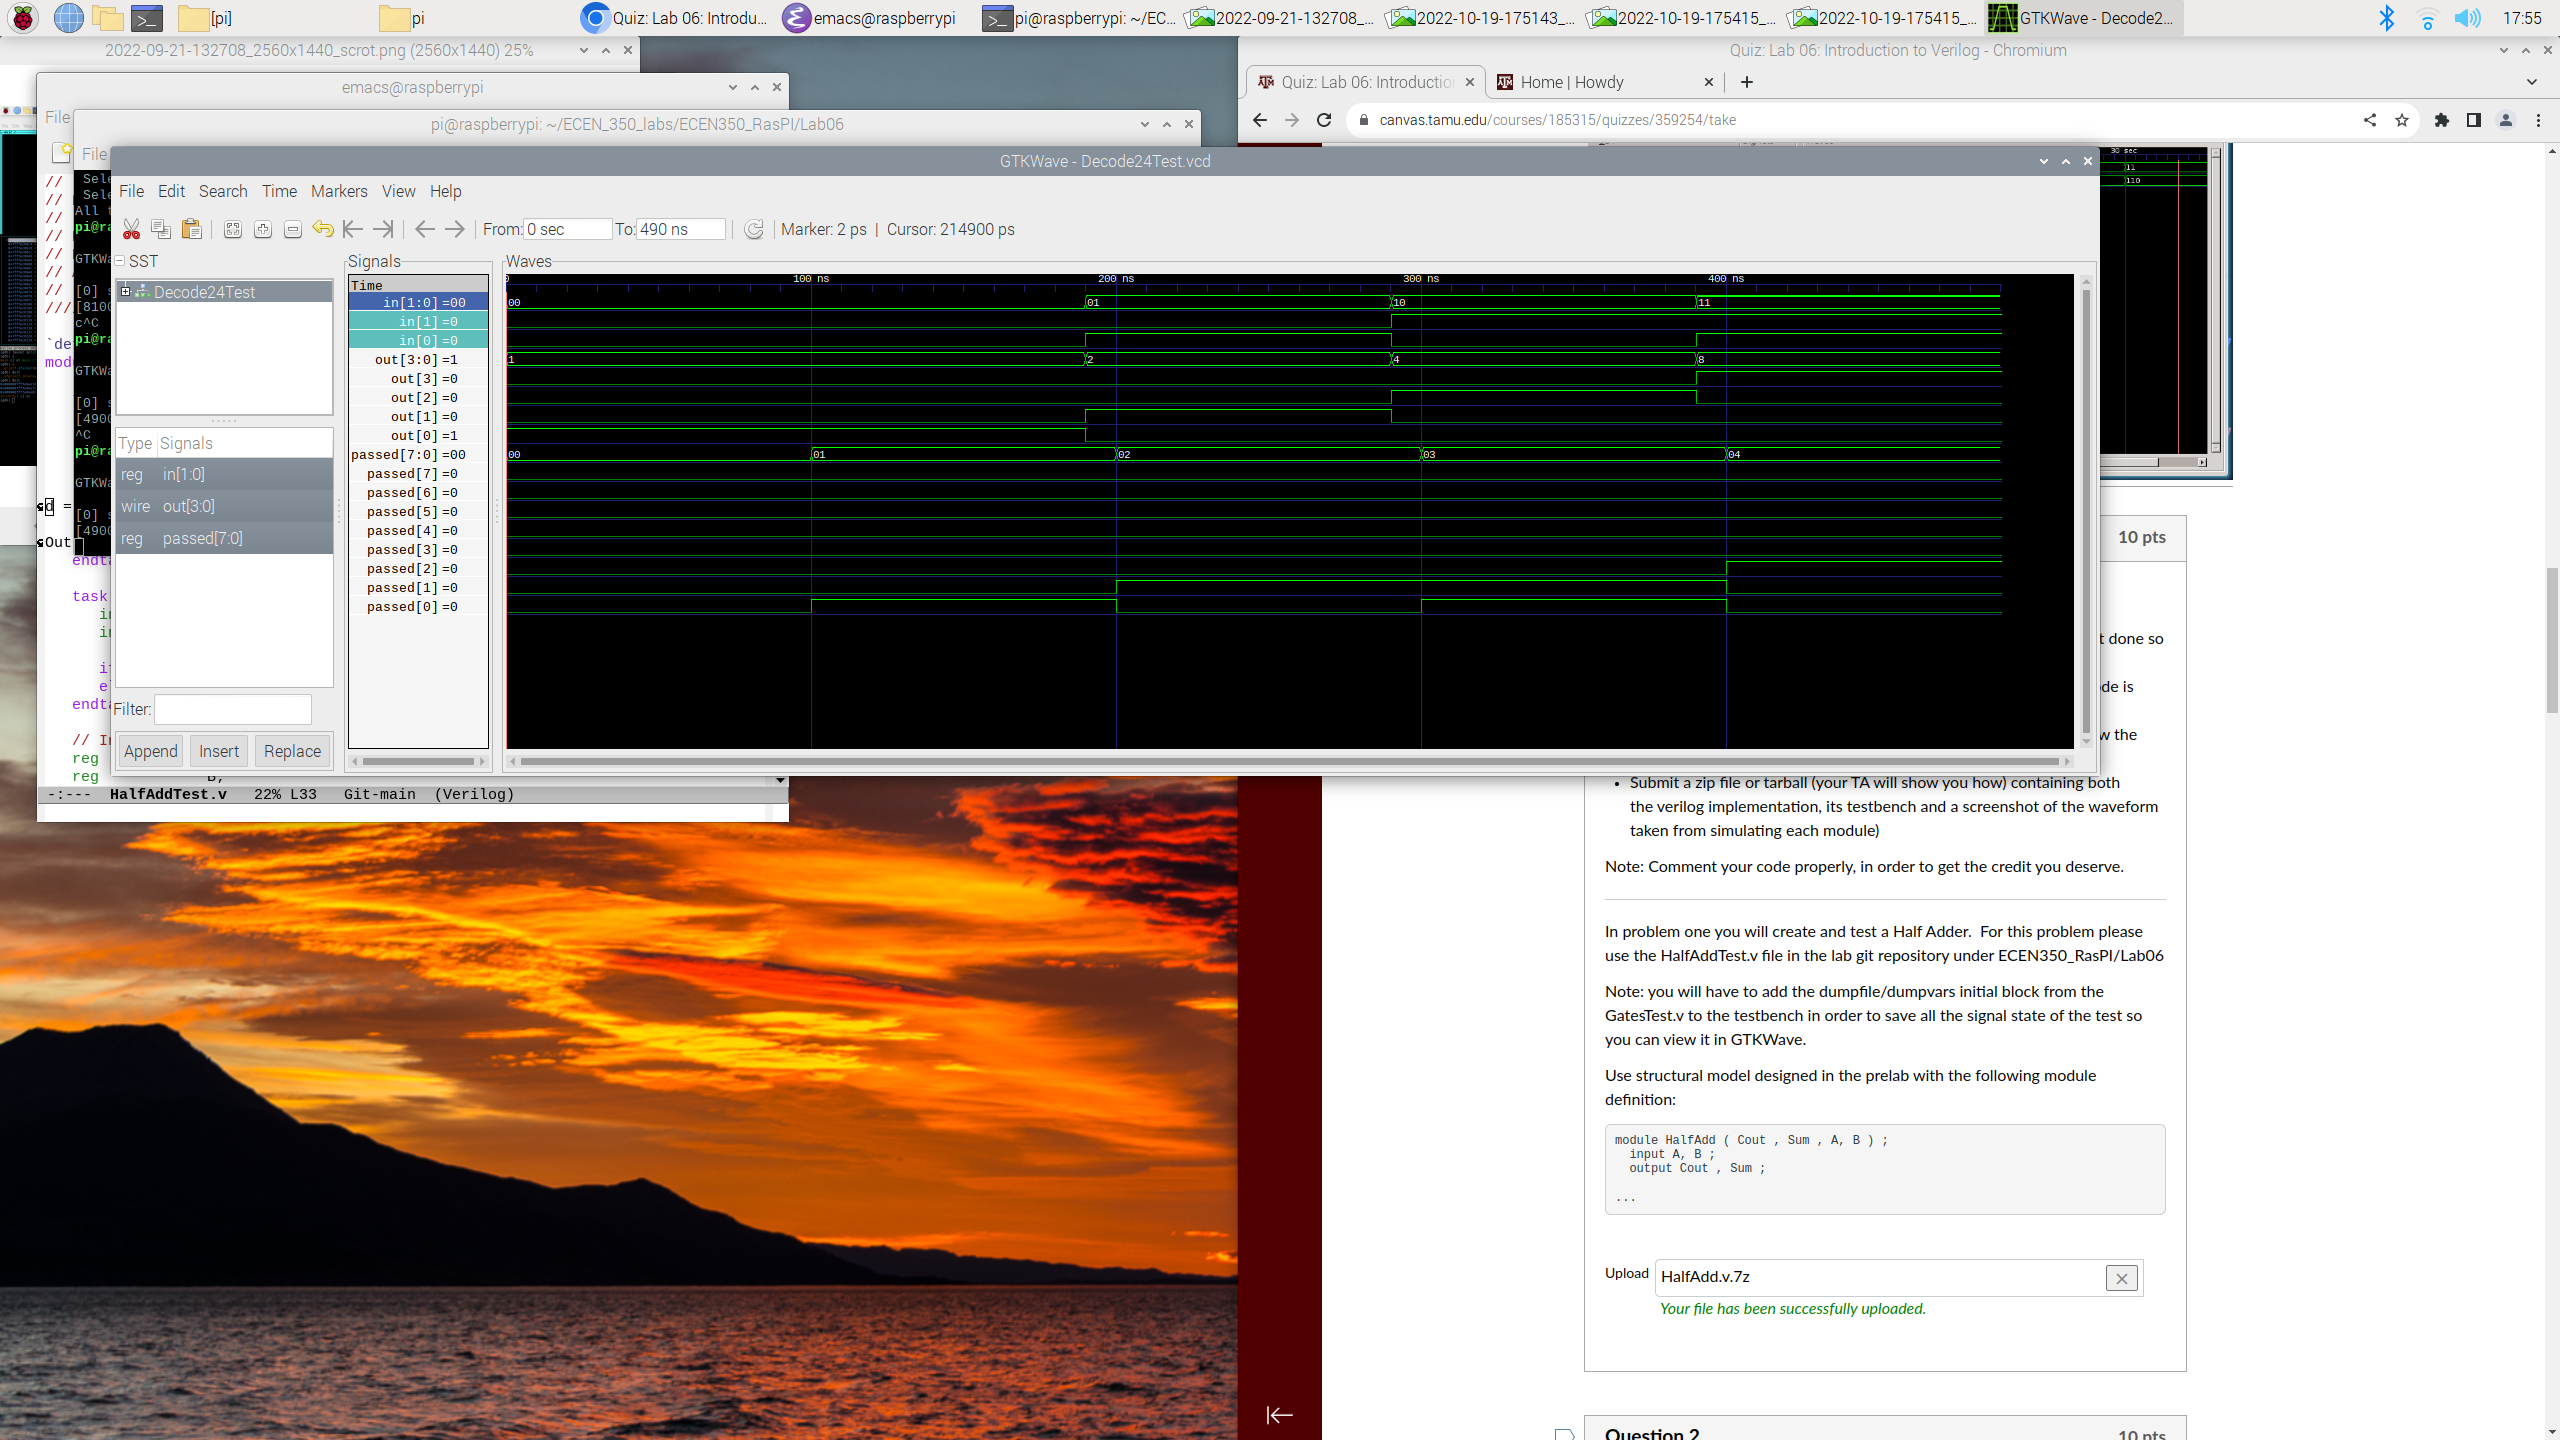 [pi]
pi
Quiz: Lab 06: Introdu...
emacs@raspberrypi
pi@raspberrypi: ~/EC...
2022-09-21-132708_...
2022-10-19-175143_...
2022-10-19-175415_...
2022-10-19-175415_...
GTKWave - Decode2...
17:55
2022-09-21-132708_2560x1440_scrot.png (2560x1440) 25%
emacs@raspberrypi
File
pi@raspberrypi: ~/ECEN_350_labs/ECEN350_RasPI/Lab06
File
GTKWave - Decode24Test.vcd
File Edit Search Time Markers View Help
From: 0 sec To: 490 ns Marker: 2 ps | Cursor: 214900 ps
SST
Decode24Test
Type Signals
reg in[1:0]
wire out[3:0]
reg passed[7:0]
Filter:
Append Insert Replace
Signals
Time
in[1:0]=00
in[1]=0
in[0]=0
out[3:0]=1
out[3]=0
out[2]=0
out[1]=0
out[0]=1
passed[7:0]=00
passed[7]=0
passed[6]=0
passed[5]=0
passed[4]=0
passed[3]=0
passed[2]=0
passed[1]=0
passed[0]=0
Waves
0 100 ns 200 ns 300 ns 400 ns
00 01 10 11
1 2 4 8
00 01 02 03 04
endta
task
endta
reg
reg B,
-:--- HalfAddTest.v 22% L33 Git-main (Verilog)
Quiz: Lab 06: Introduction to Verilog - Chromium
Quiz: Lab 06: Introductio
Home | Howdy
canvas.tamu.edu/courses/185315/quizzes/359254/take
30 sec
11
110
10 pts
t done so
de is
w the
• Submit a zip file or tarball (your TA will show you how) containing both
the verilog implementation, its testbench and a screenshot of the waveform
taken from simulating each module)
Note: Comment your code properly, in order to get the credit you deserve.
In problem one you will create and test a Half Adder. For this problem please
use the HalfAddTest.v file in the lab git repository under ECEN350_RasPI/Lab06
Note: you will have to add the dumpfile/dumpvars initial block from the
GatesTest.v to the testbench in order to save all the signal state of the test so
you can view it in GTKWave.
Use structural model designed in the prelab with the following module
definition:
module HalfAdd ( Cout , Sum , A, B ) ;
input A, B ;
output Cout , Sum ;
...
Upload HalfAdd.v.7z
Your file has been successfully uploaded.
Question 2
10 pts